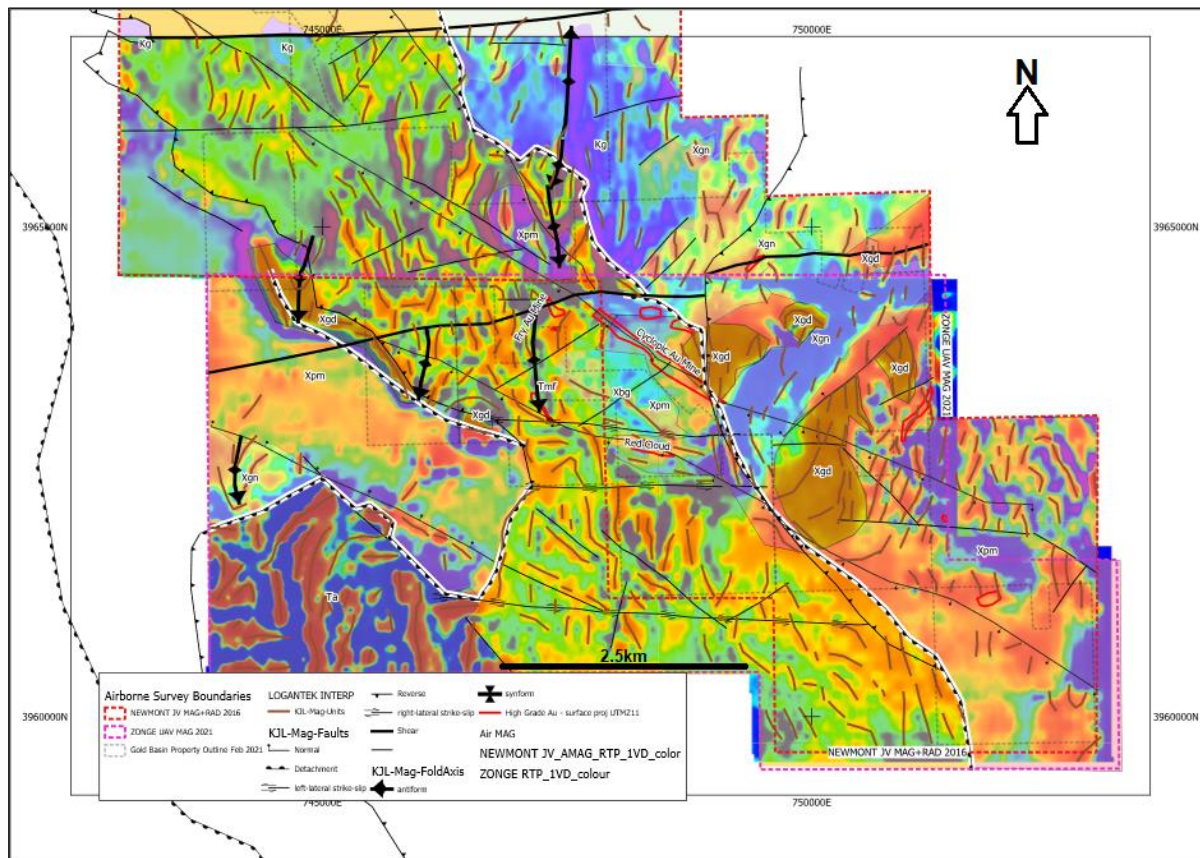 745000E
750000E
Kg
Kg
N
Kg
Xgn
3965000N
3965000N
Xpm
Xgn
Xgd
Xgd
Fry Au Mine
Cyclopic Au Mine
Xgd
Xgn
ZONGE UAV MAG 2021
Xgd
Xgd
Xpm
Tmf
Xbg
Xpm
Xgd
Red Cloud
Xgd
Xgn
Xpm
Ta
2.5km
Airborne Survey Boundaries
NEWMONT JV MAG+RAD 2016
ZONGE UAV MAG 2021
Gold Basin Property Outline Feb 2021
LOGANTEK INTERP
KJL-Mag-Units
KJL-Mag-Faults
Normal
Detachment
left-lateral strike-slip
Reverse
right-lateral strike-slip
Shear
KJL-Mag-FoldAxis
antiform
synform
High Grade Au - surface proj UTMZ11
Air MAG
NEWMONT JV_AMAG_RTP_1VD_color
ZONGE RTP_1VD_colour
3960000N
3960000N
NEWMONT JV MAG+RAD 2016
745000E
750000E